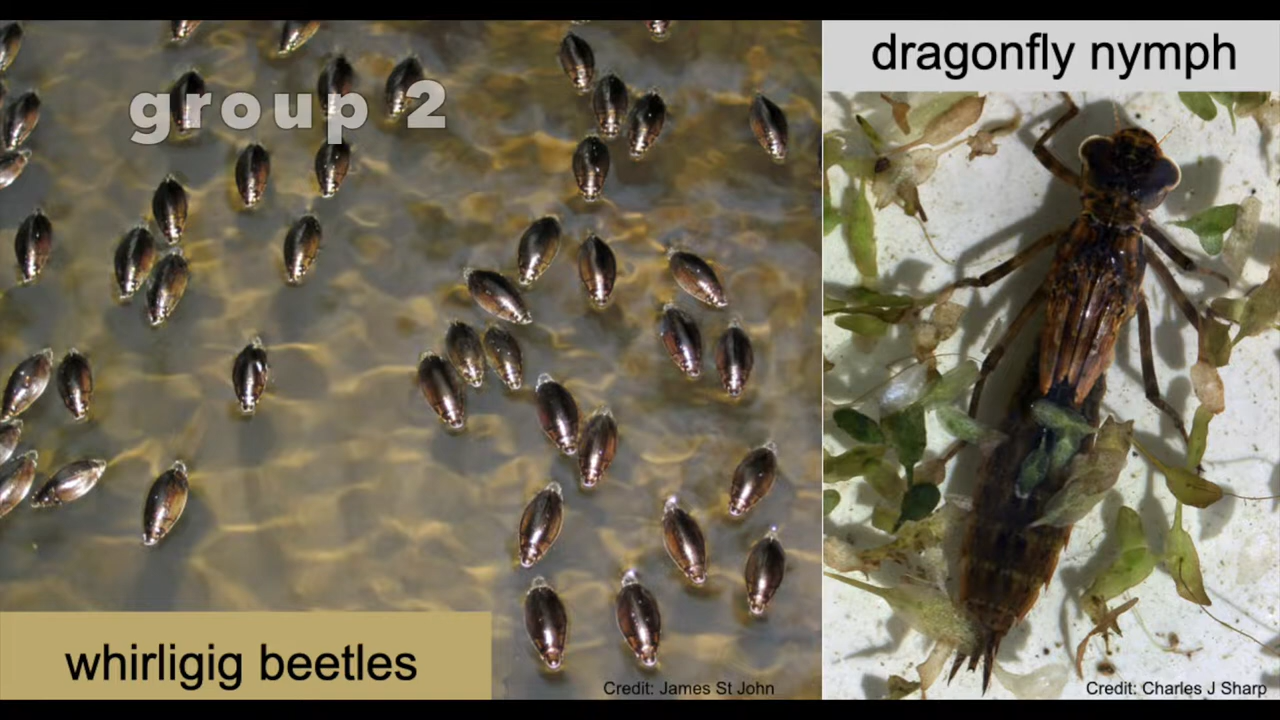 group 2
dragonfly nymph
whirligig beetles
Credit: James St John
Credit: Charles J Sharp